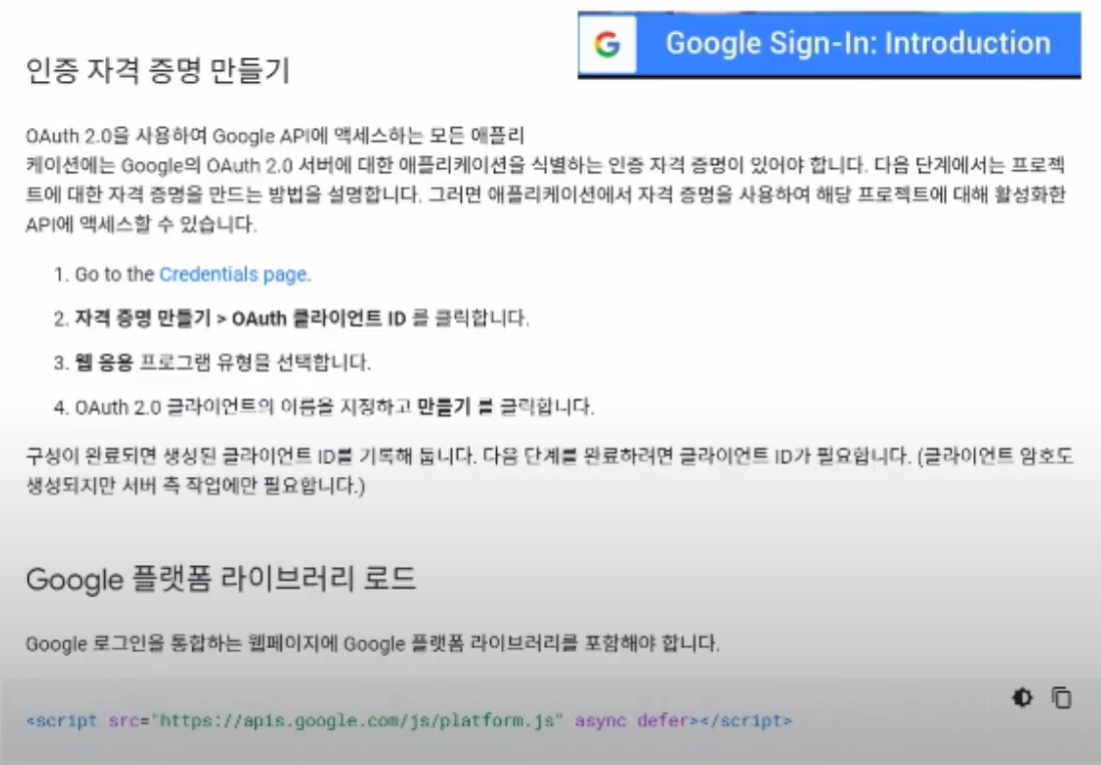 Google Sign-In: Introduction
인증 자격 증명 만들기
OAuth 2.0을 사용하여 Google API에 액세스하는 모든 애플리
케이션에는 Google의 OAuth 2.0 서버에 대한 애플리케이션을 식별하는 인증 자격 증명이 있어야 합니다. 다음 단계에서는 프로젝
트에 대한 자격 증명을 만드는 방법을 설명합니다. 그러면 애플리케이션에서 자격 증명을 사용하여 해당 프로젝트에 대해 활성화한
API에 액세스할 수 있습니다.
1. Go to the Credentials page.
2. 자격 증명 만들기 > OAuth 클라이언트 ID 를 클릭합니다.
3. 웹 응용 프로그램 유형을 선택합니다.
4. OAuth 2.0 클라이언트의 이름을 지정하고 만들기 를 클릭합니다.
구성이 완료되면 생성된 클라이언트 ID를 기록해 둡니다. 다음 단계를 완료하려면 클라이언트 ID가 필요합니다. (클라이언트 암호도
생성되지만 서버 측 작업에만 필요합니다.)
Google 플랫폼 라이브러리 로드
Google 로그인을 통합하는 웹페이지에 Google 플랫폼 라이브러리를 포함해야 합니다.
<script src="https://apis.google.com/js/platform.js" async defer></script>